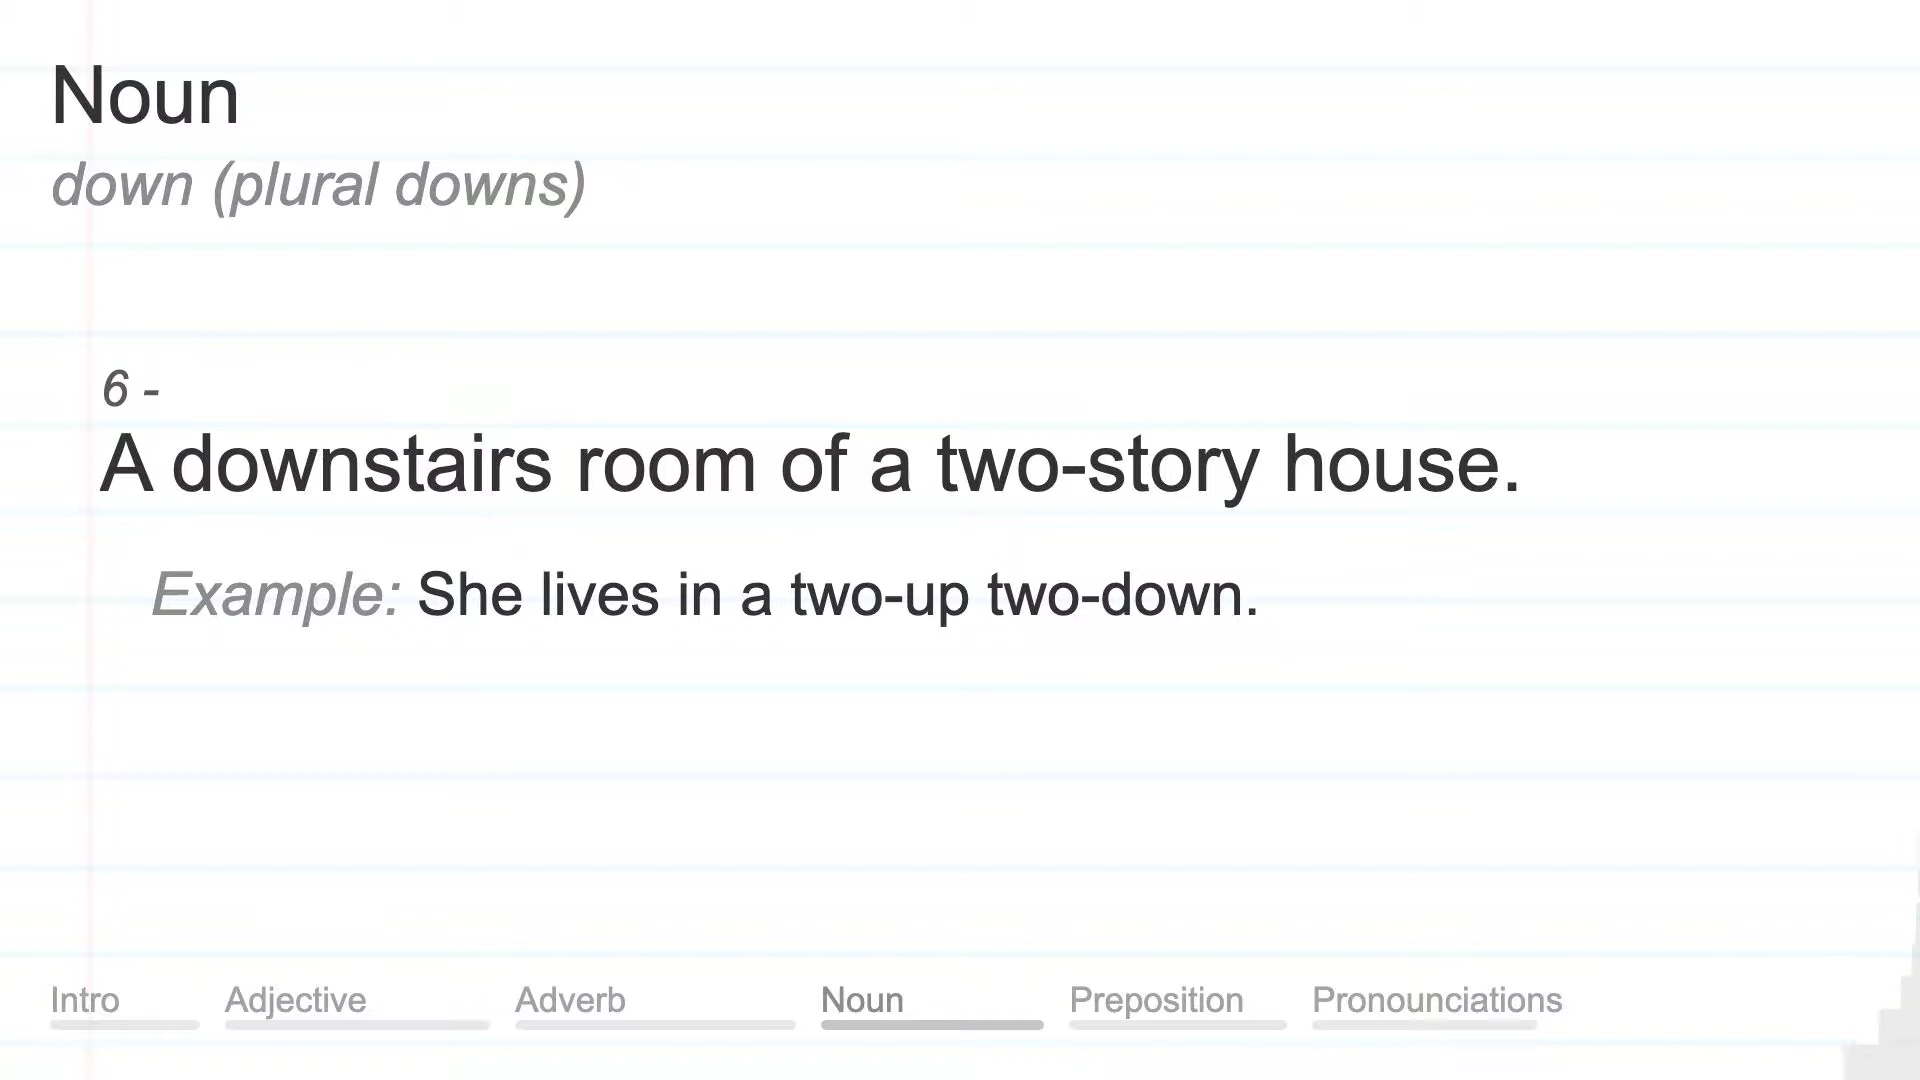 Noun
down (plural downs)
6 -
A downstairs room of a two-story house.
Example: She lives in a two-up two-down.
Intro Adjective Adverb Noun Preposition Pronounciations